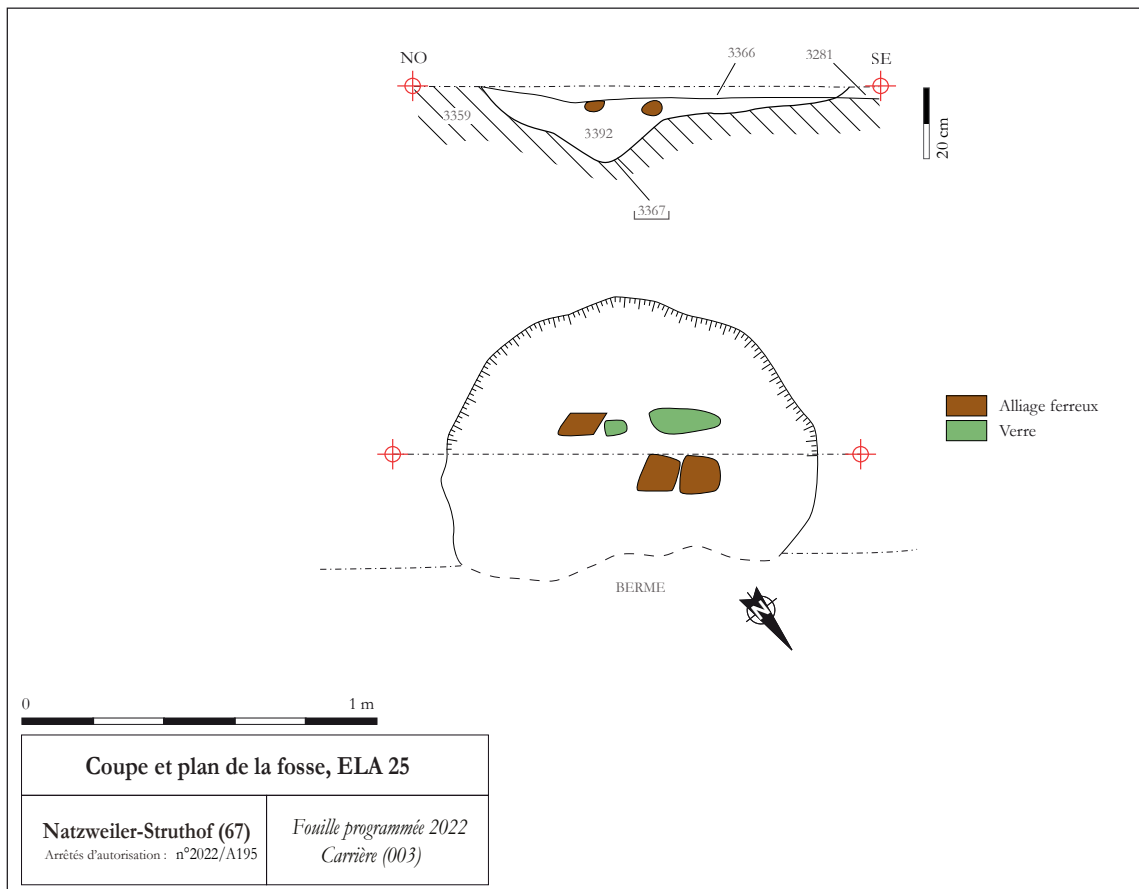 NO
3366
3281
SE
3359
3392
20 cm
3367
Alliage ferreux
Verre
BERME
N
0
1 m
Coupe et plan de la fosse, ELA 25
Natzweiler-Struthof (67)
Arrêtés d'autorisation : n°2022/A195
Fouille programmée 2022
Carrière (003)